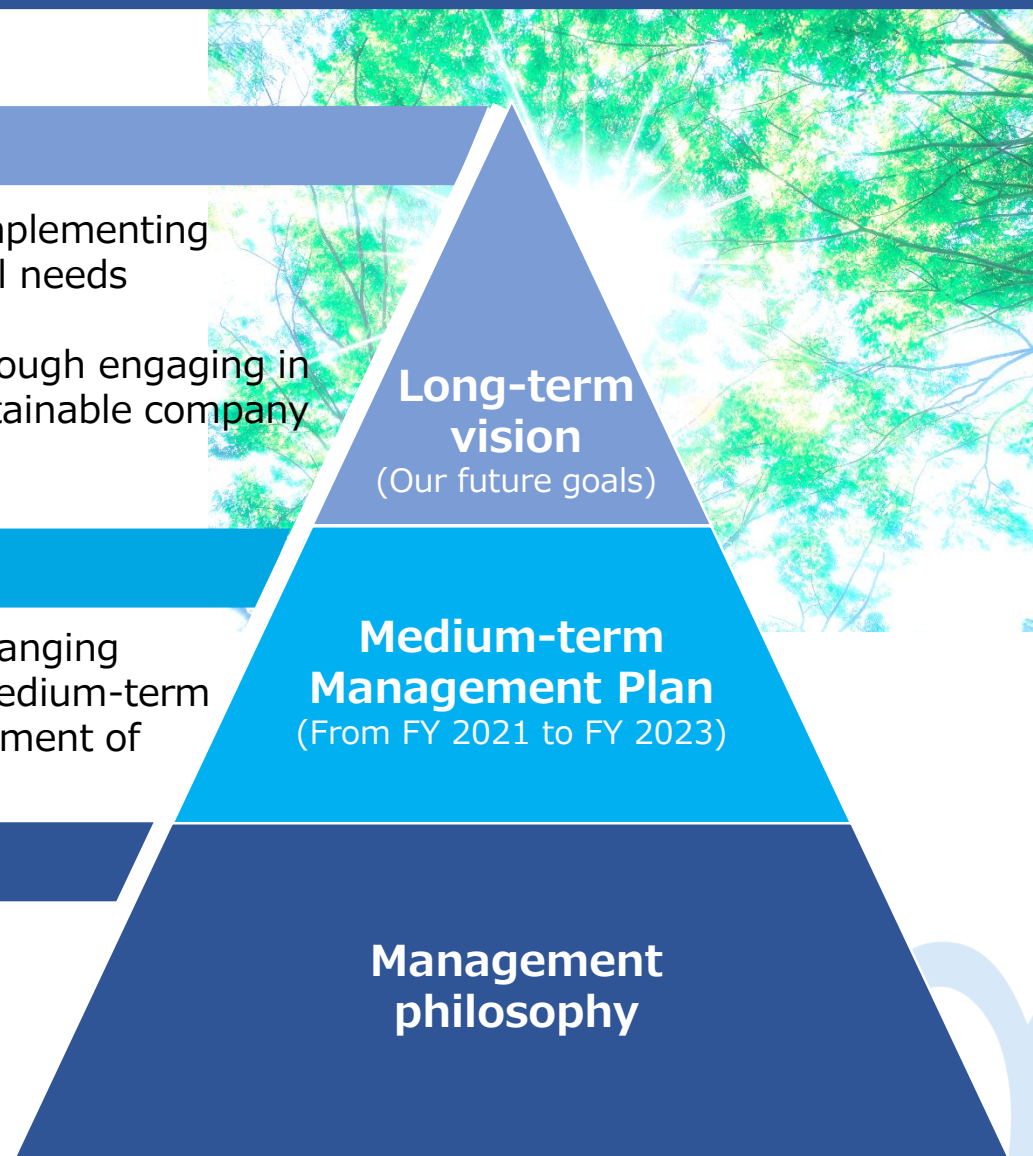 plementing
needs
ough engaging in
tainable company
anging
edium-term
ment of
Long-term
vision
(Our future goals)
Medium-term
Management Plan
(From FY 2021 to FY 2023)
Management
philosophy